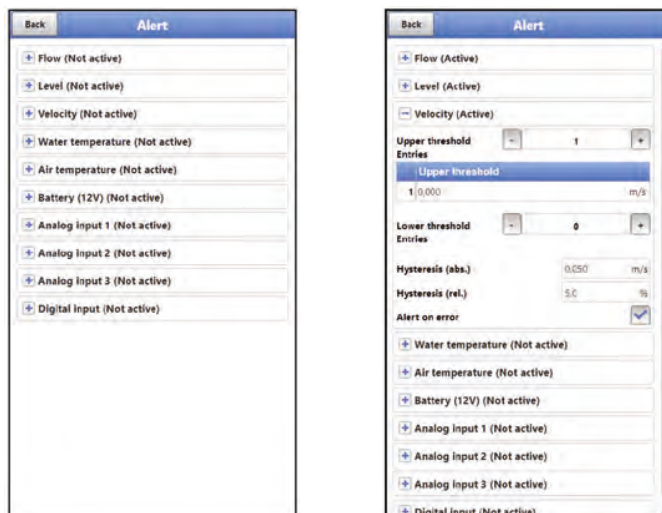 Back
Alert
+ Flow (Not active)
+ Level (Not active)
+ Velocity (Not active)
+ Water temperature (Not active)
+ Air temperature (Not active)
+ Battery (12V) (Not active)
+ Analog input 1 (Not active)
+ Analog input 2 (Not active)
+ Analog input 3 (Not active)
+ Digital input (Not active)
Back
Alert
+ Flow (Active)
+ Level (Active)
− Velocity (Active)
Upper threshold - 1 +
Entries
Upper threshold
1 0,000 m/s
Lower threshold - 0 +
Entries
Hysteresis (abs.) 0,050 m/s
Hysteresis (rel.) 5,0 %
Alert on error
+ Water temperature (Not active)
+ Air temperature (Not active)
+ Battery (12V) (Not active)
+ Analog input 1 (Not active)
+ Analog input 2 (Not active)
+ Analog input 3 (Not active)
+ Digital input (Not active)